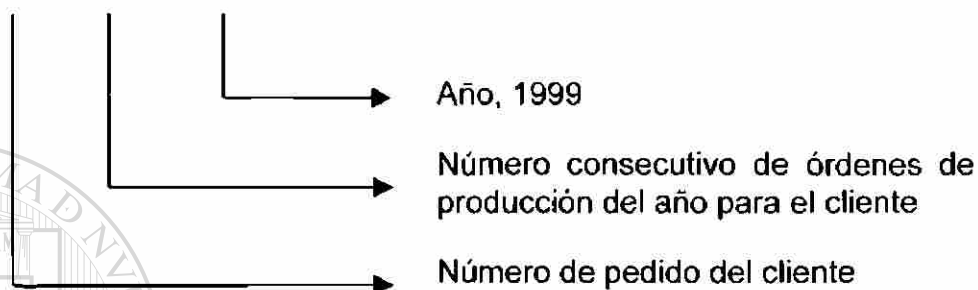 Año, 1999
Número consecutivo de órdenes de
producción del año para el cliente
Número de pedido del cliente